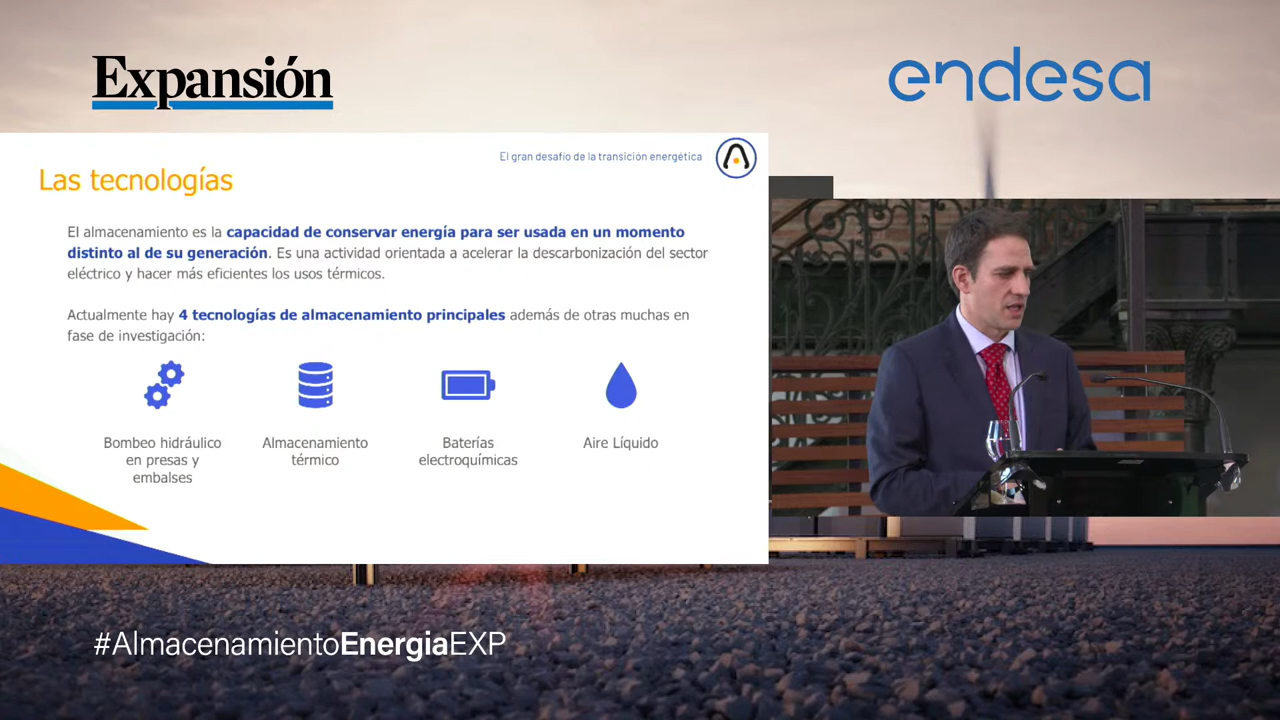 Expansión
endesa
El gran desafío de la transición energética
Las tecnologías
El almacenamiento es la capacidad de conservar energía para ser usada en un momento
distinto al de su generación. Es una actividad orientada a acelerar la descarbonización del sector
eléctrico y hacer más eficientes los usos térmicos.
Actualmente hay 4 tecnologías de almacenamiento principales además de otras muchas en
fase de investigación:
Bombeo hidráulico
en presas y
embalses
Almacenamiento
térmico
Baterías
electroquímicas
Aire Líquido
#AlmacenamientoEnergiaEXP